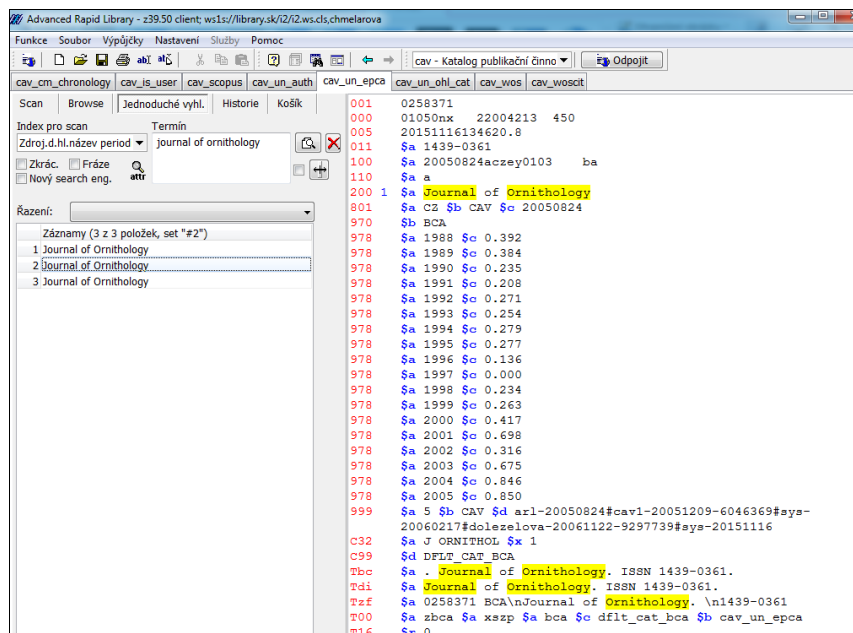 Advanced Rapid Library - z39.50 client; ws1s://library.sk/i2/i2.ws.cls,chmelarova
Funkce Soubor Výpůjčky Nastavení Služby Pomoc
cav - Katalog publikační činno Odpojit
cav_cm_chronology cav_is_user cav_scopus cav_un_auth cav_un_epca cav_un_ohl_cat cav_wos cav_woscit
Scan Browse Jednoduché vyhl. Historie Košík
Index pro scan Termín
Zdroj.d.hl.název period journal of ornithology
Zkrác. Fráze
Nový search eng. attr
Řazení:
Záznamy (3 z 3 položek, set "#2")
1 Journal of Ornithology
2 Journal of Ornithology
3 Journal of Ornithology
001 0258371
000 01050nx 22004213 450
005 20151116134620.8
011 $a 1439-0361
100 $a 20050824aczey0103 ba
110 $a a
200 1 $a Journal of Ornithology
801 $a CZ $b CAV $c 20050824
970 $b BCA
978 $a 1988 $c 0.392
978 $a 1989 $c 0.384
978 $a 1990 $c 0.235
978 $a 1991 $c 0.208
978 $a 1992 $c 0.271
978 $a 1993 $c 0.254
978 $a 1994 $c 0.279
978 $a 1995 $c 0.277
978 $a 1996 $c 0.136
978 $a 1997 $c 0.000
978 $a 1998 $c 0.234
978 $a 1999 $c 0.263
978 $a 2000 $c 0.417
978 $a 2001 $c 0.698
978 $a 2002 $c 0.316
978 $a 2003 $c 0.675
978 $a 2004 $c 0.846
978 $a 2005 $c 0.850
999 $a 5 $b CAV $d arl-20050824#cav1-20051209-6046369#sys-
20060217#dolezelova-20061122-9297739#sys-20151116
C32 $a J ORNITHOL $x 1
C99 $d DFLT_CAT_BCA
Tbc $a . Journal of Ornithology. ISSN 1439-0361.
Tdi $a Journal of Ornithology. ISSN 1439-0361.
Tzf $a 0258371 BCA\nJournal of Ornithology. \n1439-0361
T00 $a zbca $a xszp $a bca $c dflt_cat_bca $b cav_un_epca
T16 $r 0